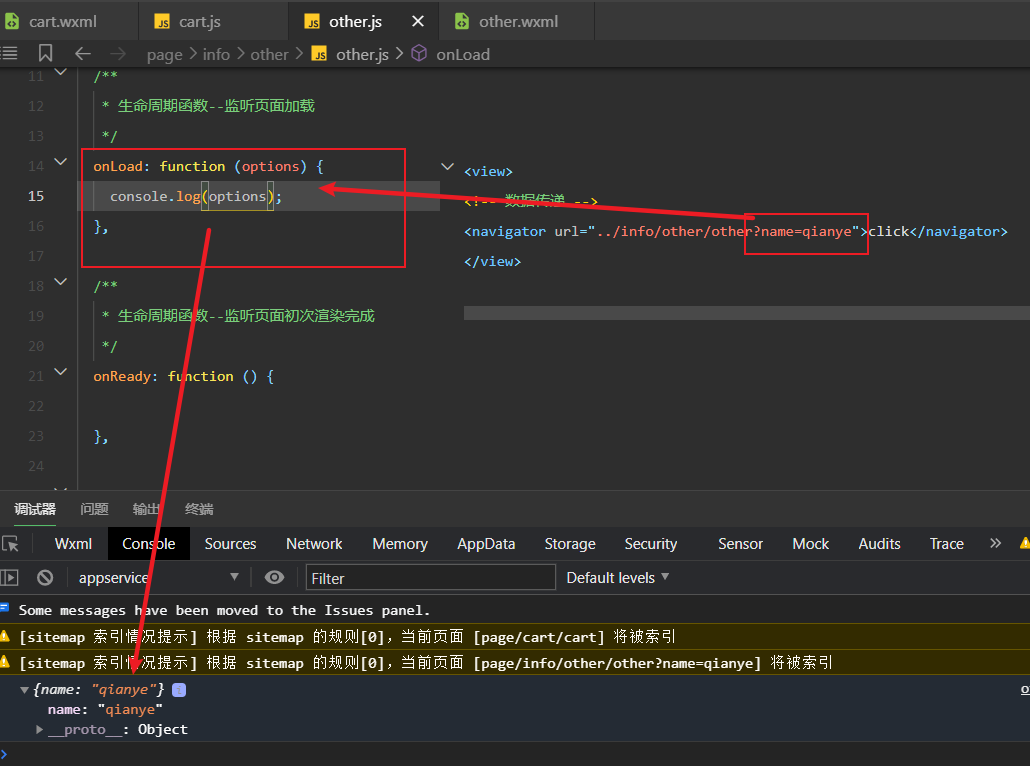 cart.wxml
JS cart.js
JS other.js
other.wxml
page > info > other > JS other.js > onLoad
11 /**
12 * 生命周期函数--监听页面加载
13 */
14 onLoad: function (options) {
15 console.log(options);
16 },
17
18 /**
19 * 生命周期函数--监听页面初次渲染完成
20 */
21 onReady: function () {
22
23 },
24
<view>
<!-- 数据传递 -->
<navigator url="../info/other/other?name=qianye">click</navigator>
</view>
调试器 问题 输出 终端
Wxml Console Sources Network Memory AppData Storage Security Sensor Mock Audits Trace
appservice Filter Default levels
Some messages have been moved to the Issues panel.
[sitemap 索引情况提示] 根据 sitemap 的规则[0]，当前页面 [page/cart/cart] 将被索引
[sitemap 索引情况提示] 根据 sitemap 的规则[0]，当前页面 [page/info/other/other?name=qianye] 将被索引
{name: "qianye"} i
name: "qianye"
__proto__: Object